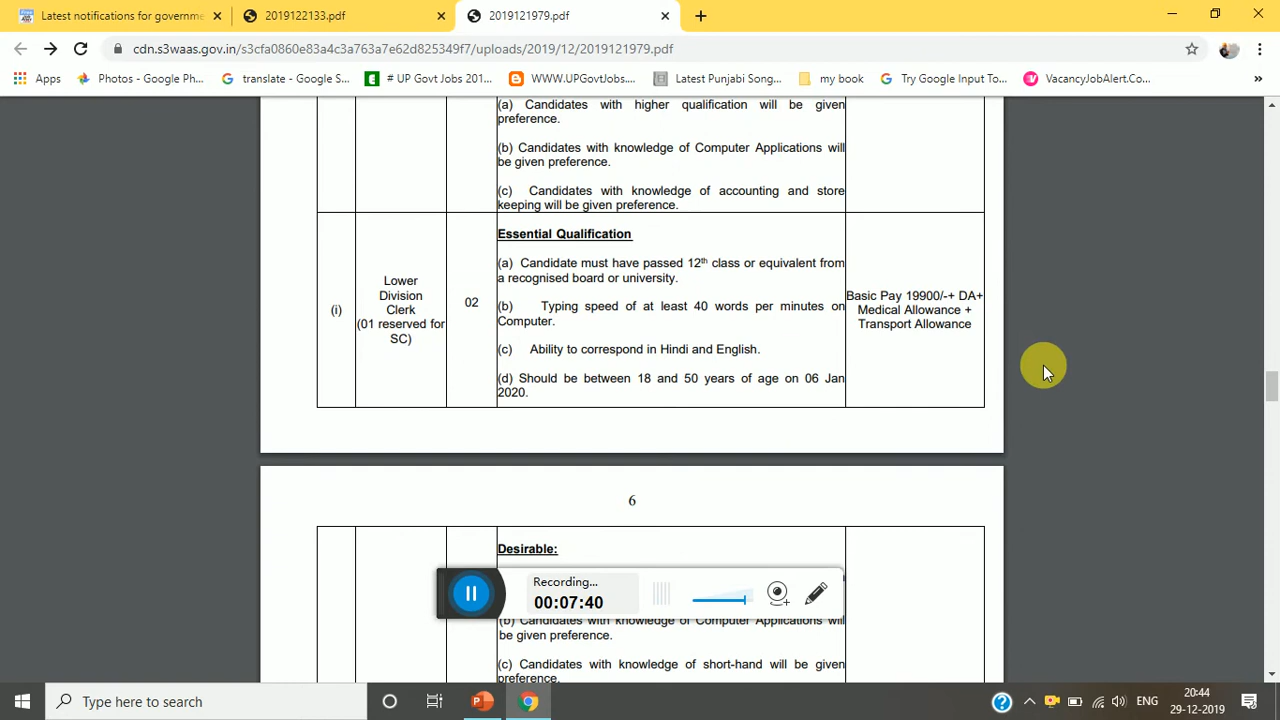 Latest notifications for governme
2019122133.pdf
2019121979.pdf
cdn.s3waas.gov.in/s3cfa0860e83a4c3a763a7e62d825349f7/uploads/2019/12/2019121979.pdf
Apps
Photos - Google Ph...
translate - Google S...
# UP Govt Jobs 201...
WWW.UPGovtJobs....
Latest Punjabi Song...
my book
Try Google Input To...
VacancyJobAlert.Co...
»
(a) Candidates with higher qualification will be given
preference.
(b) Candidates with knowledge of Computer Applications will
be given preference.
(c) Candidates with knowledge of accounting and store
keeping will be given preference.
(i)
Lower
Division
Clerk
(01 reserved for
SC)
02
Essential Qualification
(a) Candidate must have passed 12th class or equivalent from
a recognised board or university.
(b) Typing speed of at least 40 words per minutes on
Computer.
(c) Ability to correspond in Hindi and English.
(d) Should be between 18 and 50 years of age on 06 Jan
2020.
Basic Pay 19900/-+ DA+
Medical Allowance +
Transport Allowance
6
Desirable:
Recording...
00:07:40
(b) Candidates with knowledge of Computer Applications will
be given preference.
(c) Candidates with knowledge of short-hand will be given
preference.
Type here to search
ENG
20:44
29-12-2019